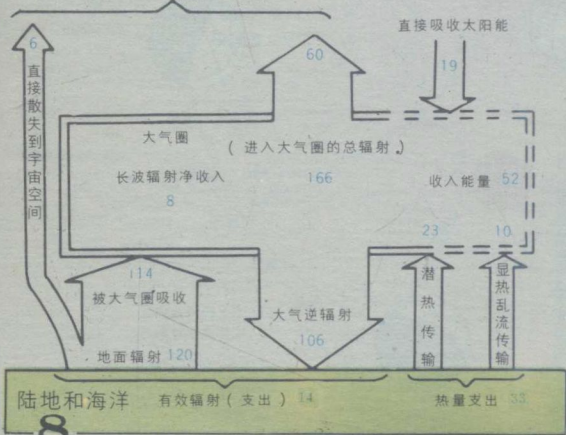 6
直接散失到宇宙空间
60
直接吸收太阳能
19
大气圈
(进入大气圈的总辐射.)
长波辐射净收入
166
收入能量 52
8
23
10
114
被大气圈吸收
大气逆辐射
106
潜热传输
显热乱流传输
地面辐射 120
陆地和海洋
有效辐射(支出) 14
热量支出 33
8